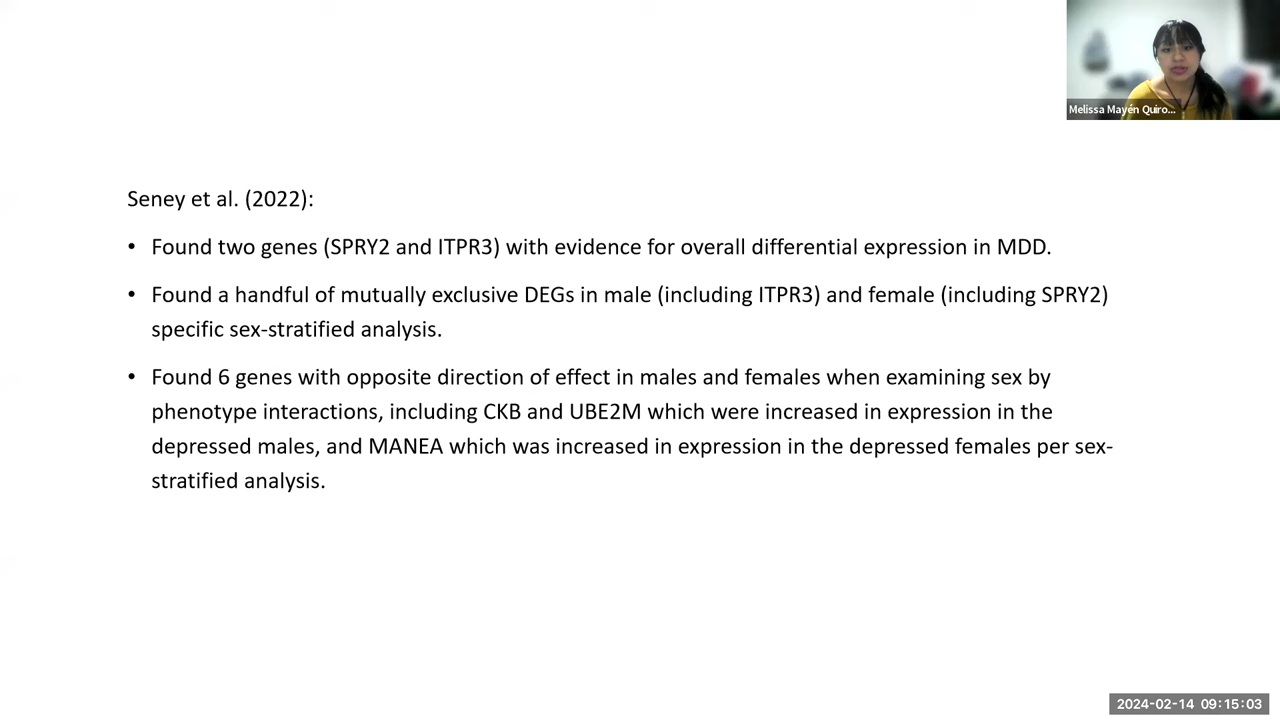 Melissa Mayén Quiro...
Seney et al. (2022):
• Found two genes (SPRY2 and ITPR3) with evidence for overall differential expression in MDD.
• Found a handful of mutually exclusive DEGs in male (including ITPR3) and female (including SPRY2)
specific sex-stratified analysis.
• Found 6 genes with opposite direction of effect in males and females when examining sex by
phenotype interactions, including CKB and UBE2M which were increased in expression in the
depressed males, and MANEA which was increased in expression in the depressed females per sex-
stratified analysis.
2024-02-14 09:15:03